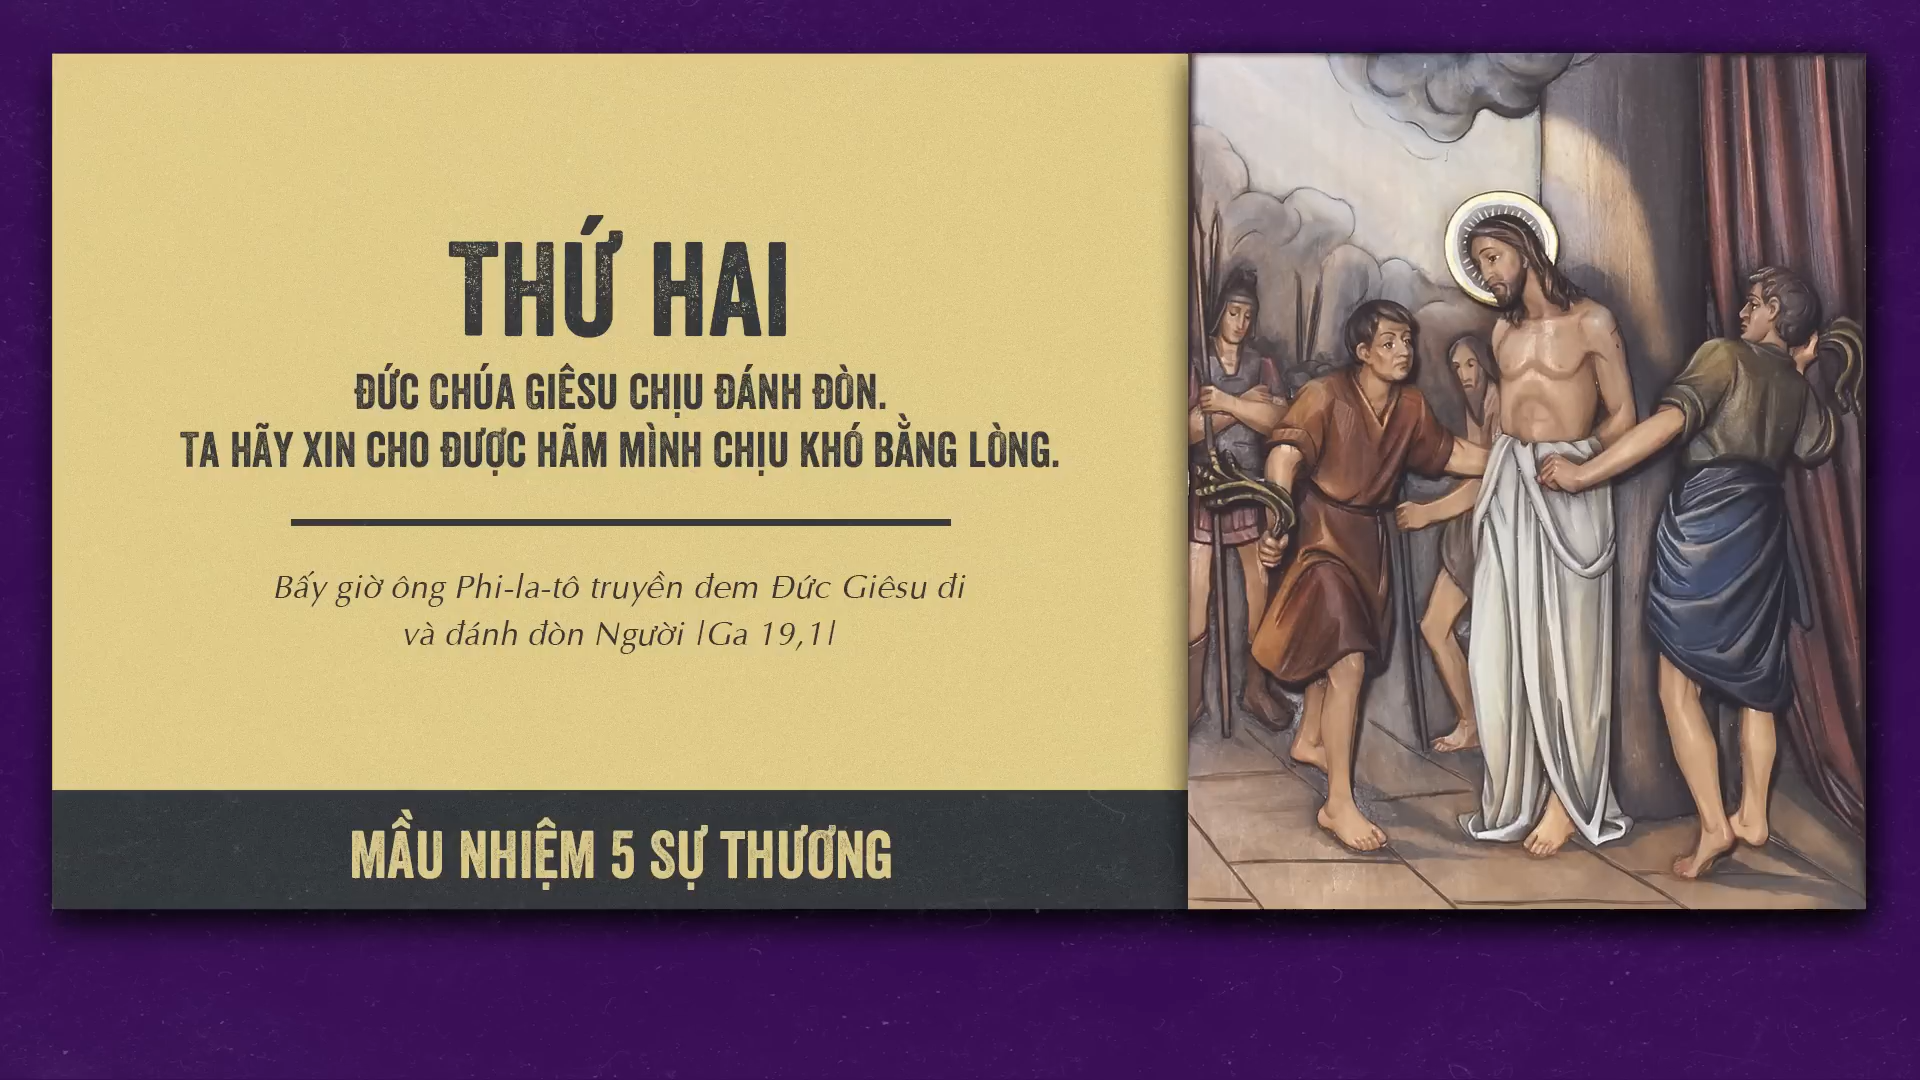 THỨ HAI
ĐỨC CHÚA GIÊSU CHỊU ĐÁNH ĐÒN.
TA HÃY XIN CHO ĐƯỢC HÃM MÌNH CHỊU KHÓ BẰNG LÒNG.
Bấy giờ ông Phi-la-tô truyền đem Đức Giêsu đi
và đánh đòn Người |Ga 19,1|
MẦU NHIỆM 5 SỰ THƯƠNG